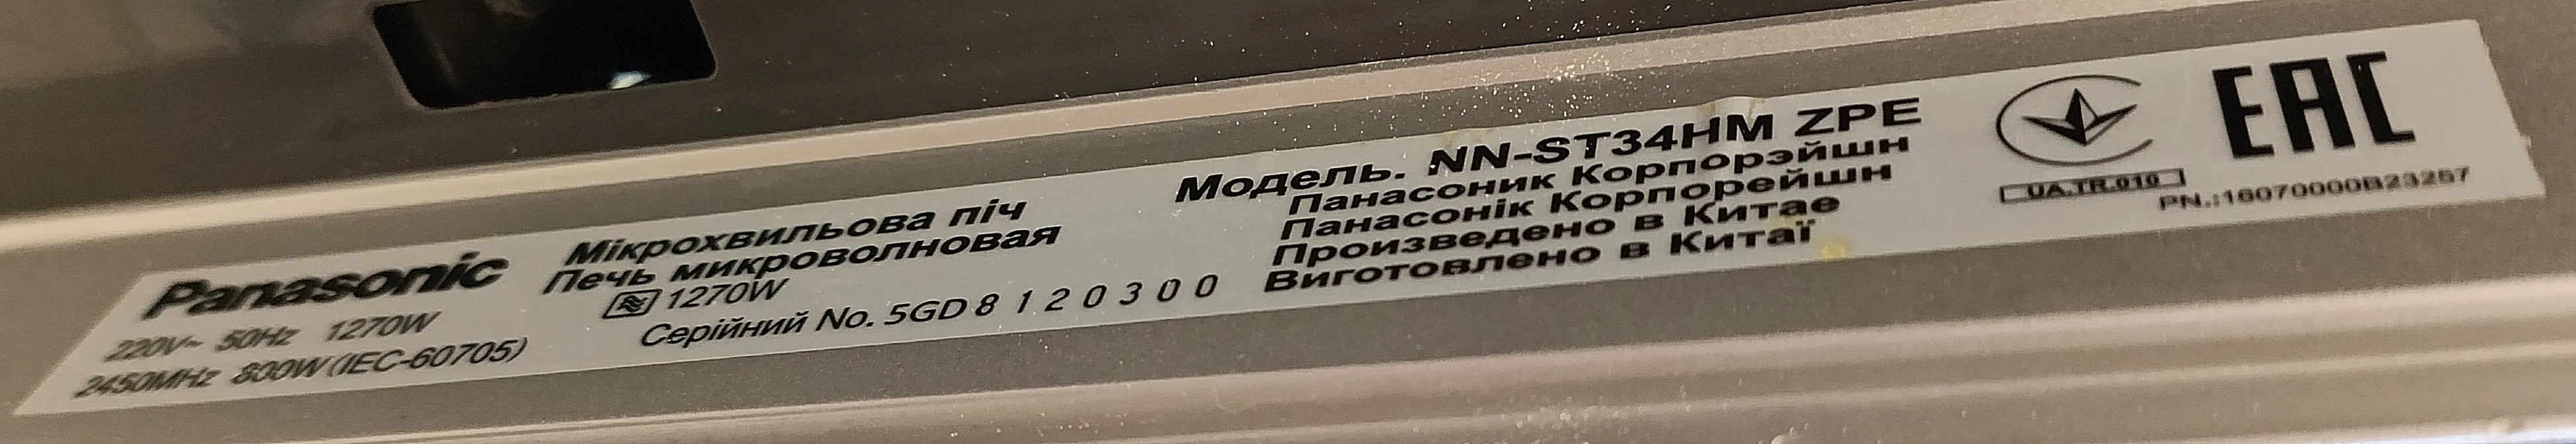 Panasonic
220V~ 50Hz 1270W
2450MHz 800W (IEC-60705)
Мікрохвильова піч
Печь микроволновая
1270W
Серійний No. 5GD 8 1 2 0 3 0 0
Модель. NN-ST34HM ZPE
Панасоник Корпорэйшн
Панасонік Корпорейшн
Произведено в Китае
Виготовлено в Китаї
UA.TR.010
EAC
PN.:16070000B23267